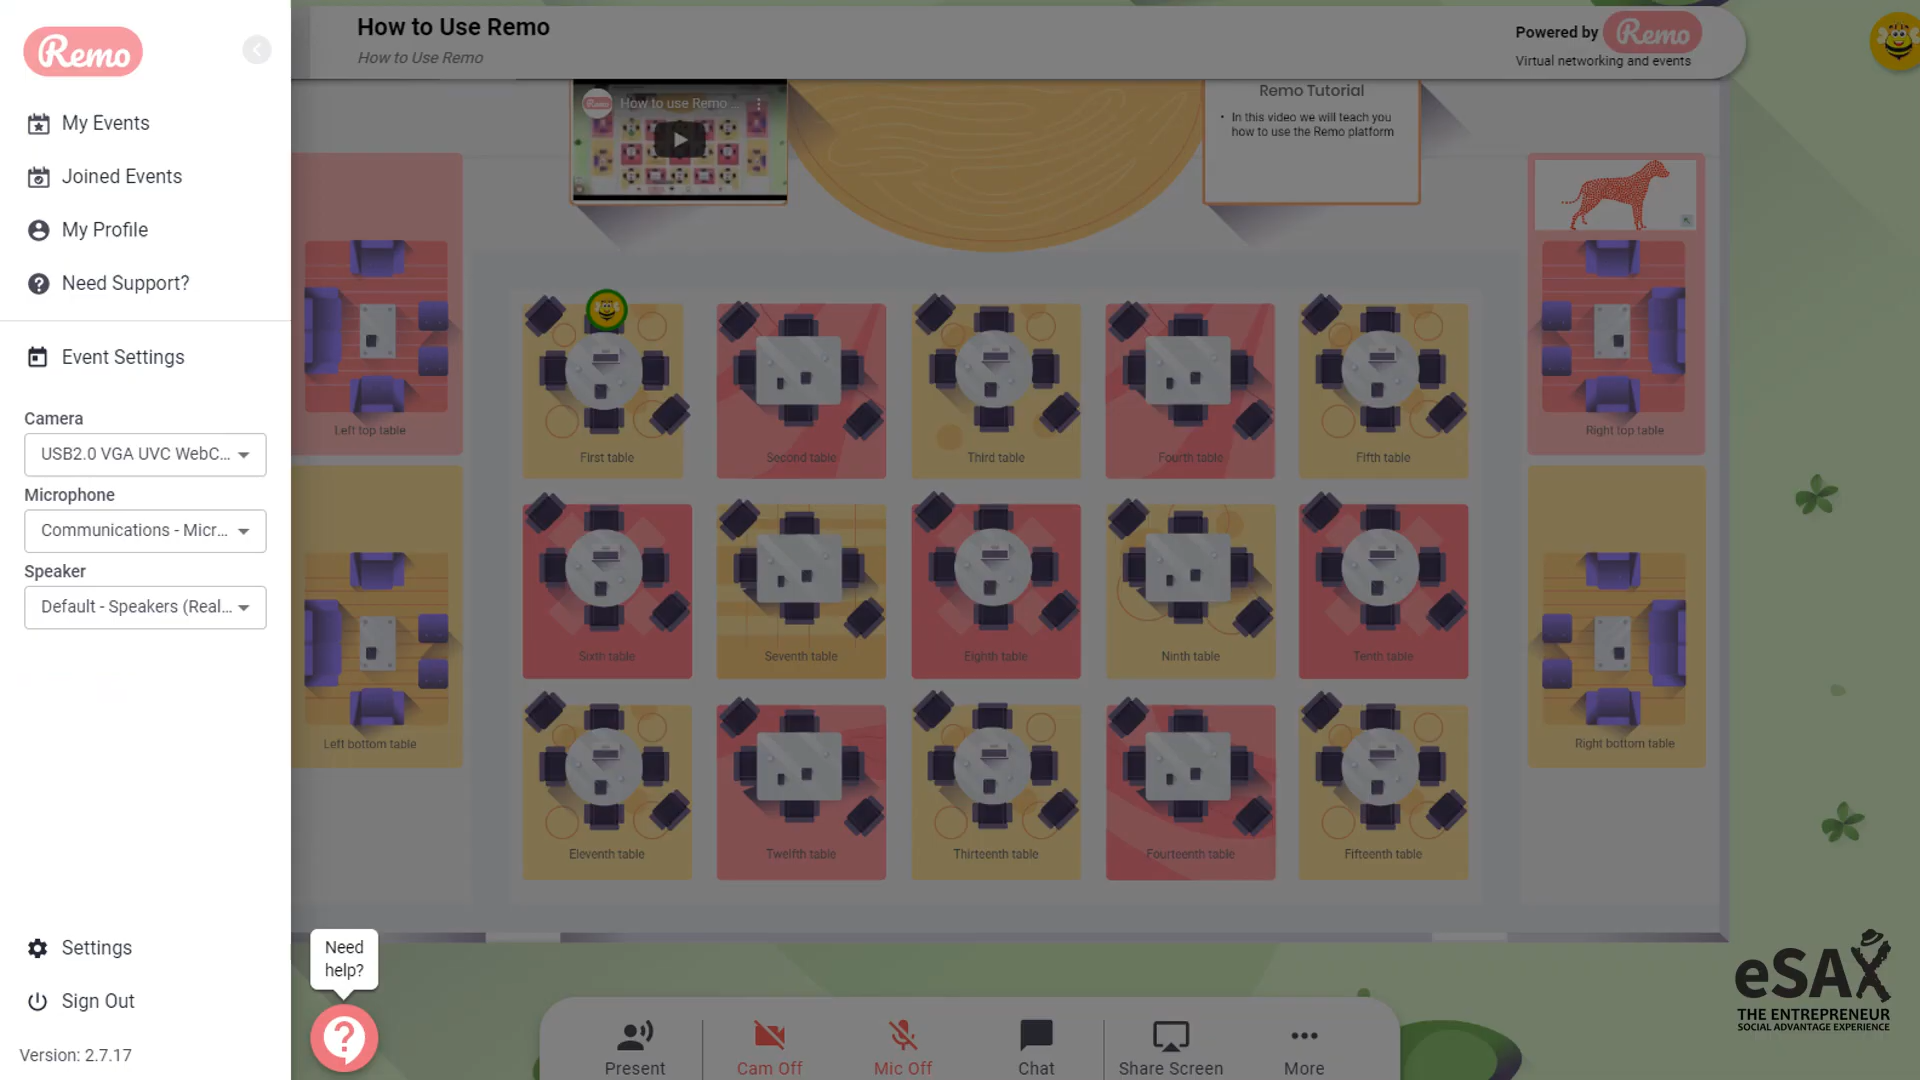 Remo
My Events
Joined Events
My Profile
Need Support?
Event Settings
Camera
USB2.0 VGA UVC WebC...
Microphone
Communications - Micr...
Speaker
Default - Speakers (Real...
Settings
Sign Out
Version: 2.7.17
How to Use Remo
How to Use Remo
Powered by Remo
Virtual networking and events
Remo How to use Remo ...
Remo Tutorial
• In this video we will teach you
how to use the Remo platform
Left top table
Left bottom table
First table
Second table
Third table
Fourth table
Fifth table
Sixth table
Seventh table
Eighth table
Ninth table
Tenth table
Eleventh table
Twelfth table
Thirteenth table
Fourteenth table
Fifteenth table
Right top table
Right bottom table
Need
help?
Present
Cam Off
Mic Off
Chat
Share Screen
More
eSAX
THE ENTREPRENEUR
SOCIAL ADVANTAGE EXPERIENCE